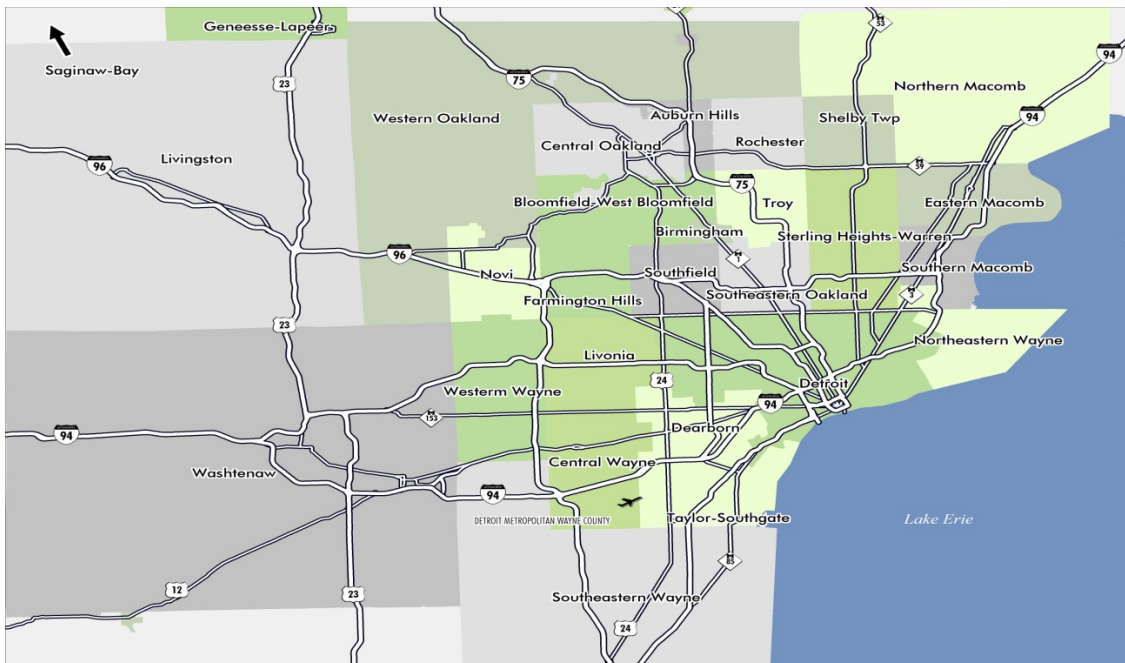 Geneesse-Lapeer
53
94
Saginaw-Bay
23
75
Northern Macomb
Auburn Hills
94
Western Oakland
Shelby Twp
Central Oakland
Rochester
Livingston
96
59
75
Bloomfield-West Bloomfield
Troy
Eastern Macomb
Birmingham
Sterling Heights-Warren
96
1
Novi
Southfield
Southern Macomb
Farmington Hills
Southeastern Oakland
3
23
Northeastern Wayne
Livonia
24
Detroit
Westerm Wayne
94
153
Dearborn
94
Central Wayne
Washtenaw
94
DETROIT METROPOLITAN WAYNE COUNTY
Taylor-Southgate
Lake Erie
85
12
23
Southeastern Wayne
24